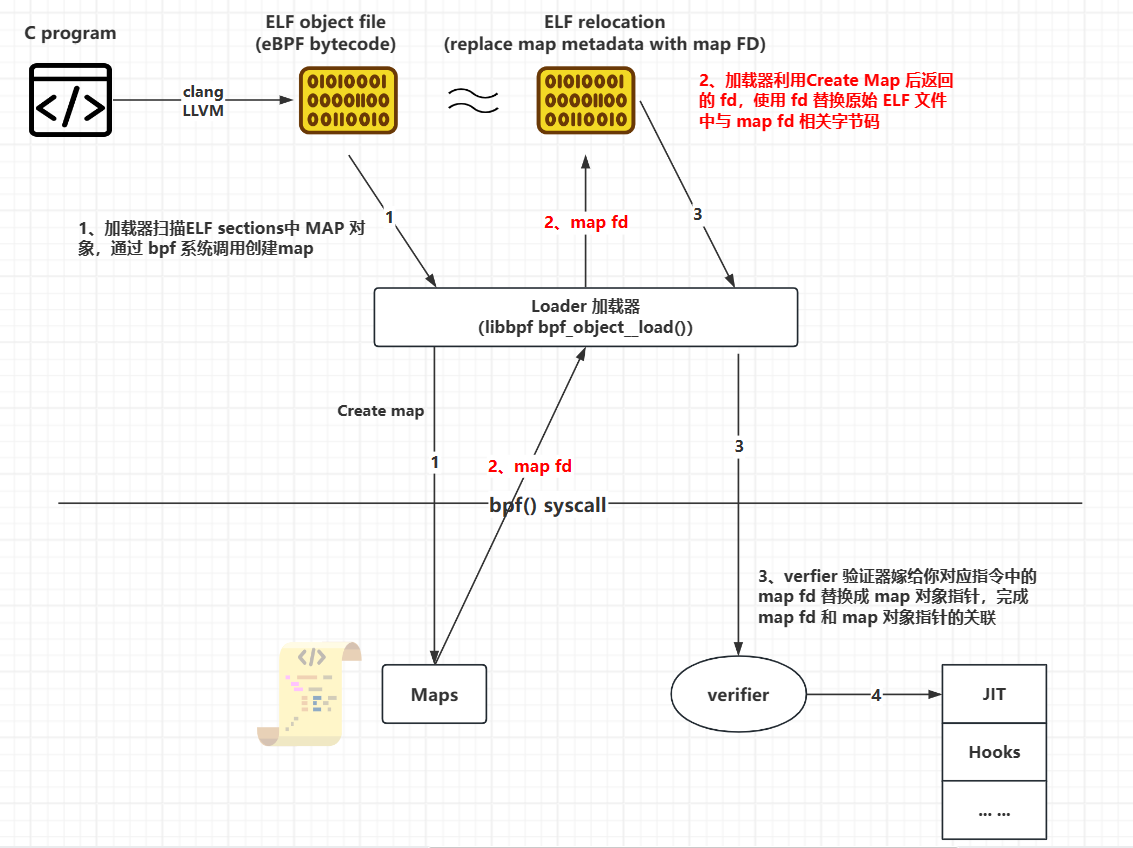 C program
ELF object file
(eBPF bytecode)
ELF relocation
(replace map metadata with map FD)
clang
LLVM
01010001
00001100
00110010
01010001
00001100
00110010
2、加载器利用Create Map 后返回
的 fd，使用 fd 替换原始 ELF 文件
中与 map fd 相关字节码
1、加载器扫描ELF sections中 MAP 对
象，通过 bpf 系统调用创建map
1
2、map fd
3
Loader 加载器
(libbpf bpf_object__load())
Create map
1
2、map fd
3
bpf() syscall
3、verfier 验证器嫁给你对应指令中的
map fd 替换成 map 对象指针，完成
map fd 和 map 对象指针的关联
</>
Maps
verifier
4
JIT
Hooks
... ...